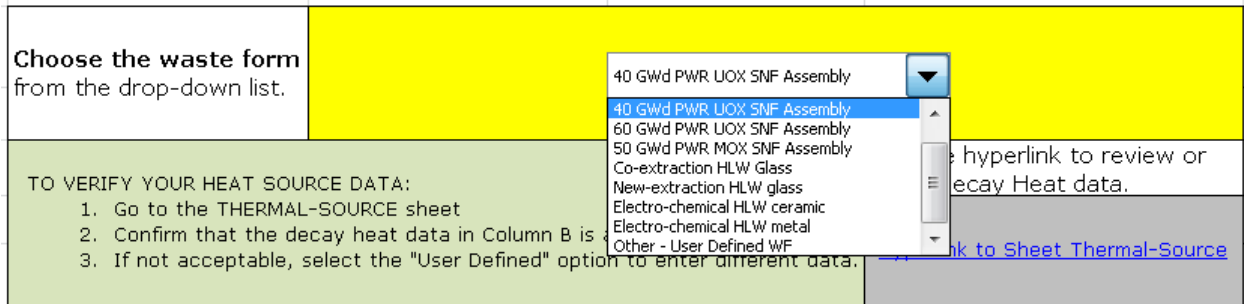 Choose the waste form
from the drop-down list.
40 GWd PWR UOX SNF Assembly
40 GWd PWR UOX SNF Assembly
60 GWd PWR UOX SNF Assembly
50 GWd PWR MOX SNF Assembly
Co-extraction HLW Glass
New-extraction HLW glass
Electro-chemical HLW ceramic
Electro-chemical HLW metal
Other - User Defined WF
hyperlink to review or
Heat data.
TO VERIFY YOUR HEAT SOURCE DATA:
1. Go to the THERMAL-SOURCE sheet
2. Confirm that the decay heat data in Column B is
3. If not acceptable, select the "User Defined" option to enter different data.
to Sheet Thermal-Source